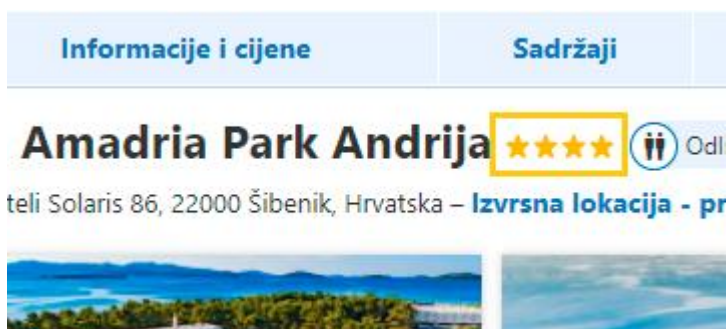 Informacije i cijene Sadržaji
Amadria Park Andrija
teli Solaris 86, 22000 Šibenik, Hrvatska – Izvrsna lokacija - pr